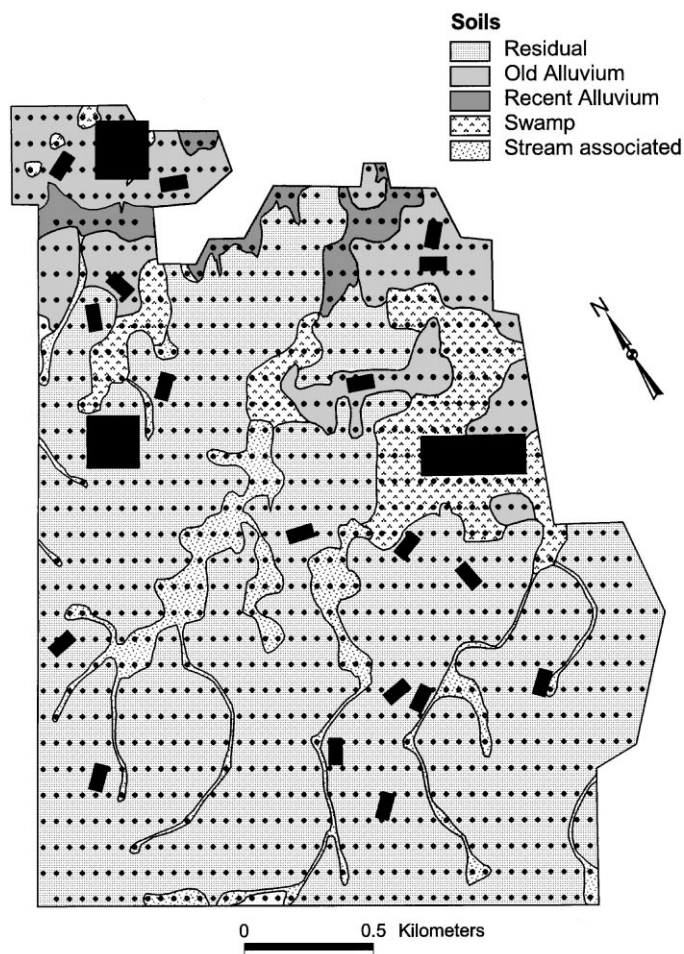 Soils
Residual
Old Alluvium
Recent Alluvium
Swamp
Stream associated
N
0 0.5 Kilometers